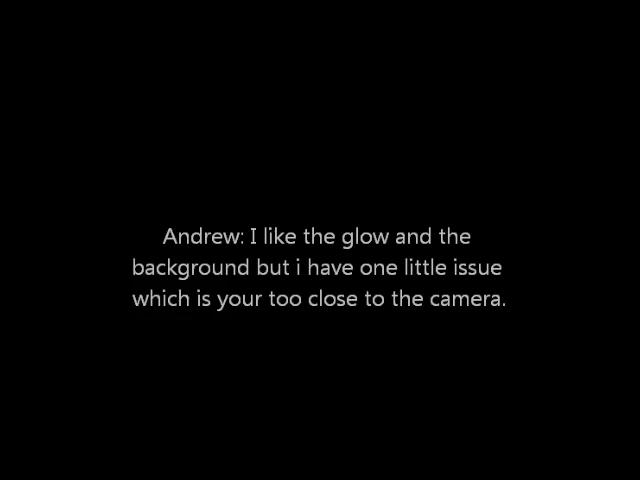 Andrew: I like the glow and the
background but i have one little issue
which is your too close to the camera.